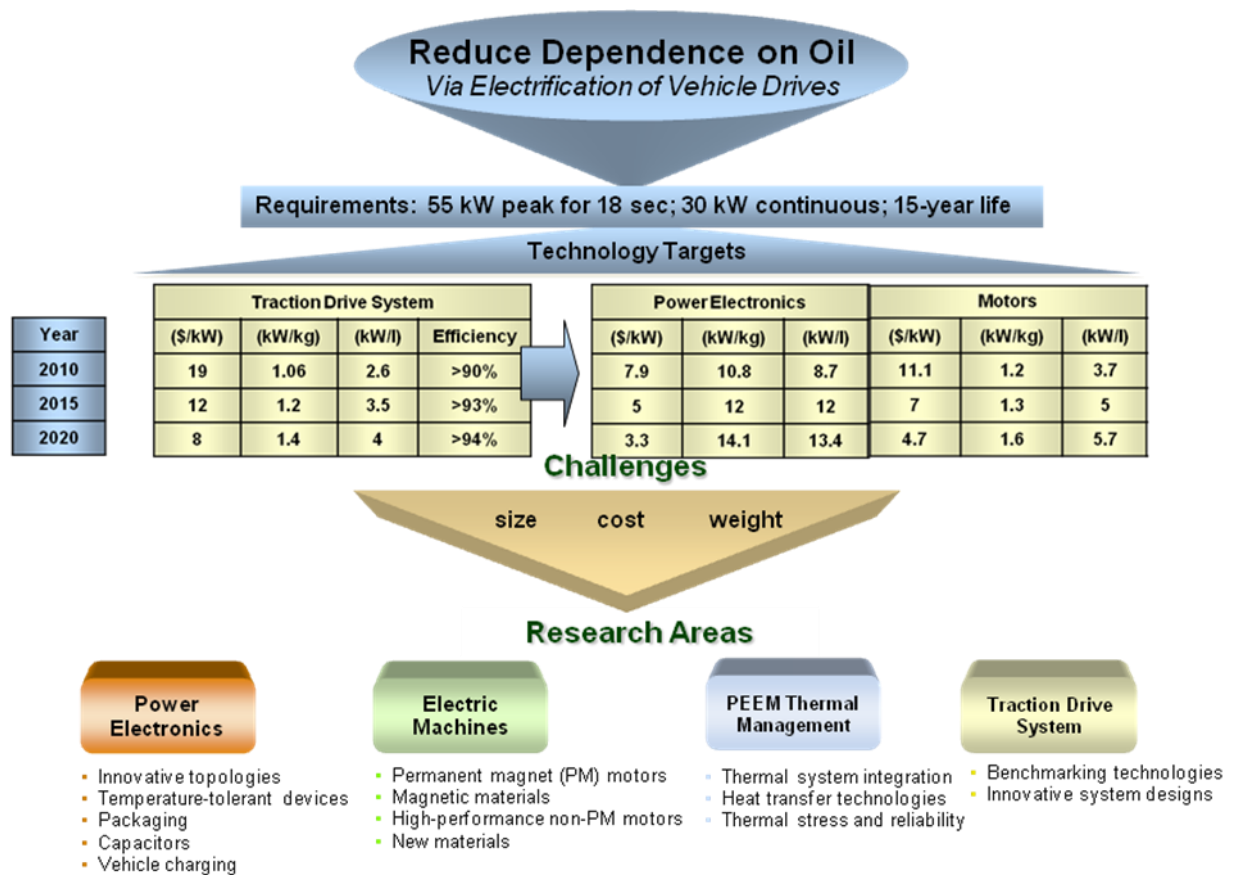 Reduce Dependence on Oil
Via Electrification of Vehicle Drives
Requirements: 55 kW peak for 18 sec; 30 kW continuous; 15-year life
Technology Targets
Traction Drive System Power Electronics Motors
Year ($/kW) (kW/kg) (kW/l) Efficiency ($/kW) (kW/kg) (kW/l) ($/kW) (kW/kg) (kW/l)
2010 19 1.06 2.6 >90% 7.9 10.8 8.7 11.1 1.2 3.7
2015 12 1.2 3.5 >93% 5 12 12 7 1.3 5
2020 8 1.4 4 >94% 3.3 14.1 13.4 4.7 1.6 5.7
Challenges
size cost weight
Research Areas
Power
Electronics
▪ Innovative topologies
▪ Temperature-tolerant devices
▪ Packaging
▪ Capacitors
▪ Vehicle charging
Electric
Machines
▪ Permanent magnet (PM) motors
▪ Magnetic materials
▪ High-performance non-PM motors
▪ New materials
PEEM Thermal
Management
▪ Thermal system integration
▪ Heat transfer technologies
▪ Thermal stress and reliability
Traction Drive
System
▪ Benchmarking technologies
▪ Innovative system designs